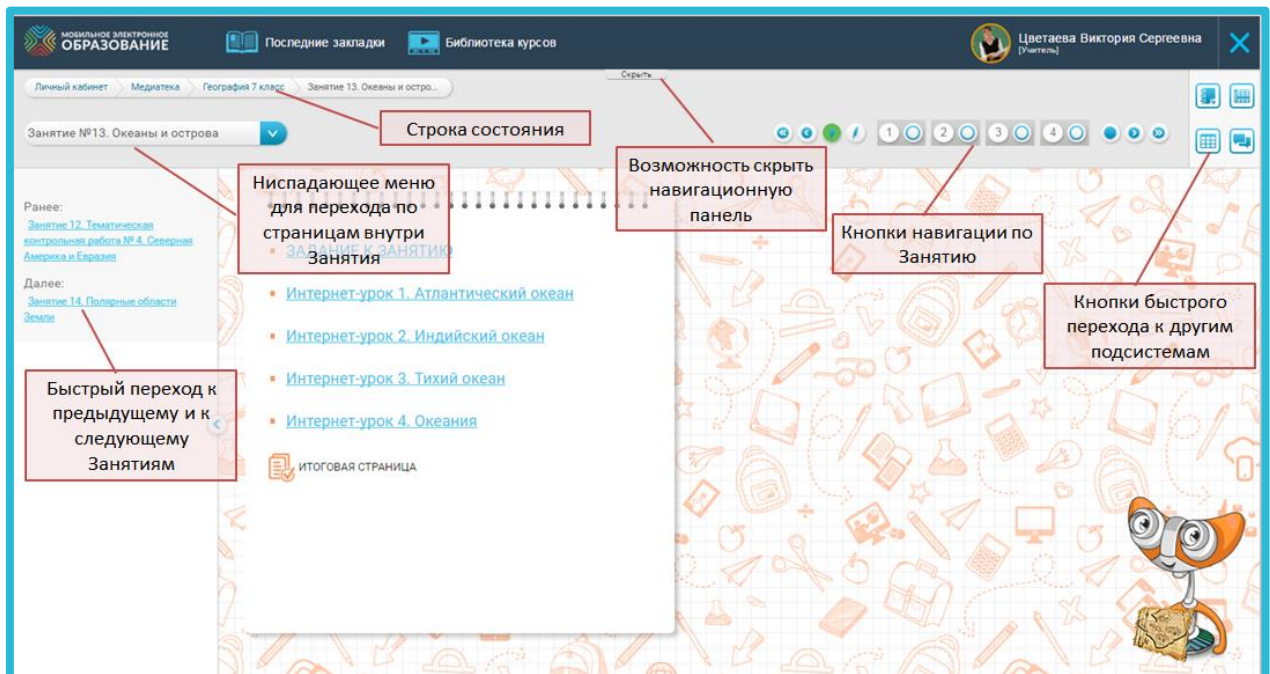 МОБИЛЬНОЕ ЭЛЕКТРОННОЕ
ОБРАЗОВАНИЕ
Последние закладки
Библиотека курсов
Цветаева Виктория Сергеевна
[Учитель]
Личный кабинет
Медиатека
География 7 класс
Занятие 13. Океаны и остро...
Скрыть
Занятие №13. Океаны и острова
Строка состояния
1
2
3
4
Возможность скрыть
навигационную
панель
Ниспадающее меню
для перехода по
страницам внутри
Занятия
Кнопки навигации по
Занятию
Кнопки быстрого
перехода к другим
подсистемам
Ранее:
Занятие 12. Тематическая
контрольная работа № 4. Северная
Америка и Евразия
Далее:
Занятие 14. Полярные области
Земли
Быстрый переход к
предыдущему и к
следующему
Занятиям
ЗАДАНИЕ К ЗАНЯТИЮ
Интернет-урок 1. Атлантический океан
Интернет-урок 2. Индийский океан
Интернет-урок 3. Тихий океан
Интернет-урок 4. Океания
ИТОГОВАЯ СТРАНИЦА